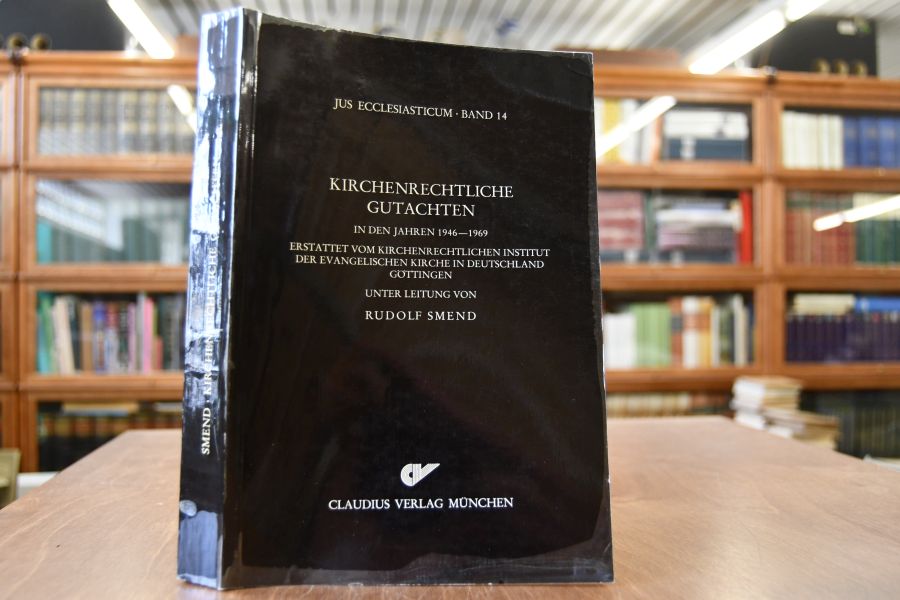 JUS ECCLESIASTICUM · BAND 14
KIRCHENRECHTLICHE
GUTACHTEN
IN DEN JAHREN 1946—1969
ERSTATTET VOM KIRCHENRECHTLICHEN INSTITUT
DER EVANGELISCHEN KIRCHE IN DEUTSCHLAND
GÖTTINGEN
UNTER LEITUNG VON
RUDOLF SMEND
CLAUDIUS VERLAG MÜNCHEN
SMEND · KIRCHENRECHTLICHE